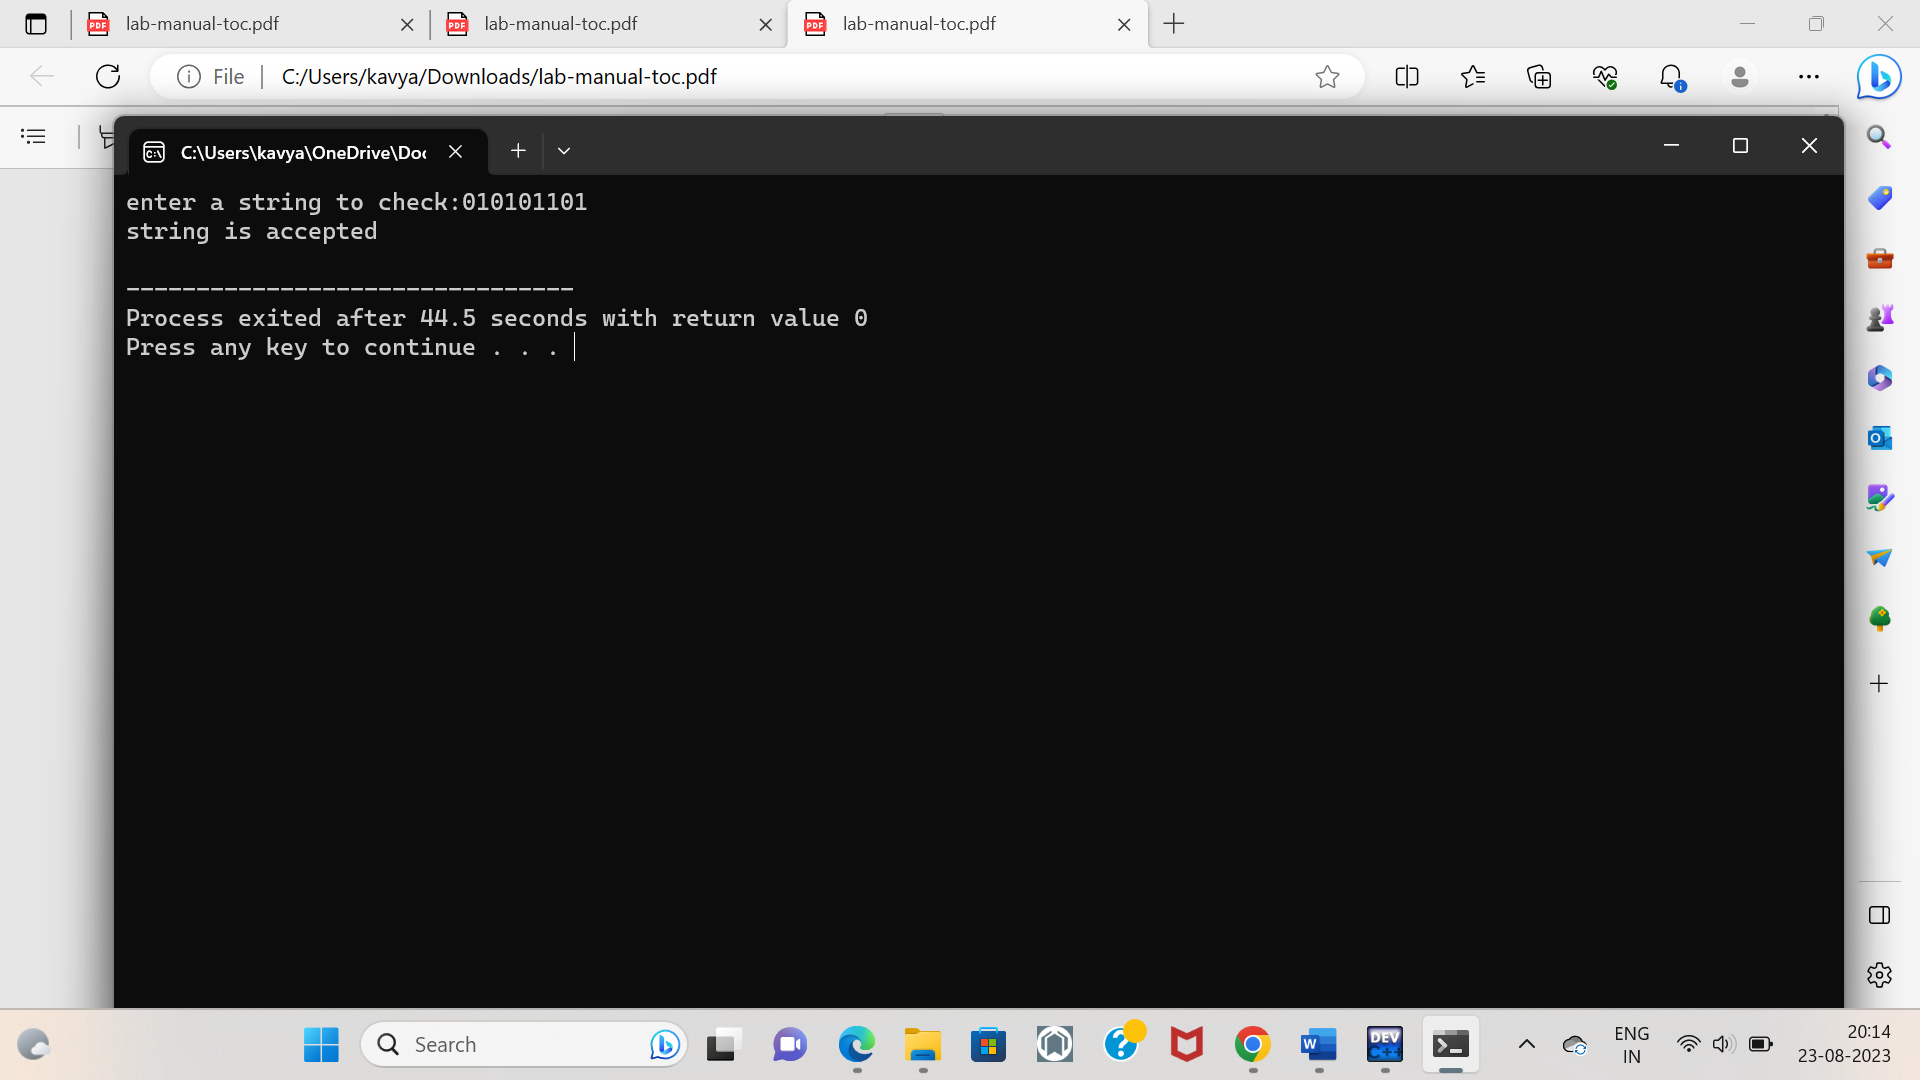 lab-manual-toc.pdf
lab-manual-toc.pdf
lab-manual-toc.pdf
File
C:/Users/kavya/Downloads/lab-manual-toc.pdf
C:\Users\kavya\OneDrive\Doc
enter a string to check:010101101
string is accepted
--------------------------------
Process exited after 44.5 seconds with return value 0
Press any key to continue . . .
Search
DEV
C++
ENG
IN
20:14
23-08-2023